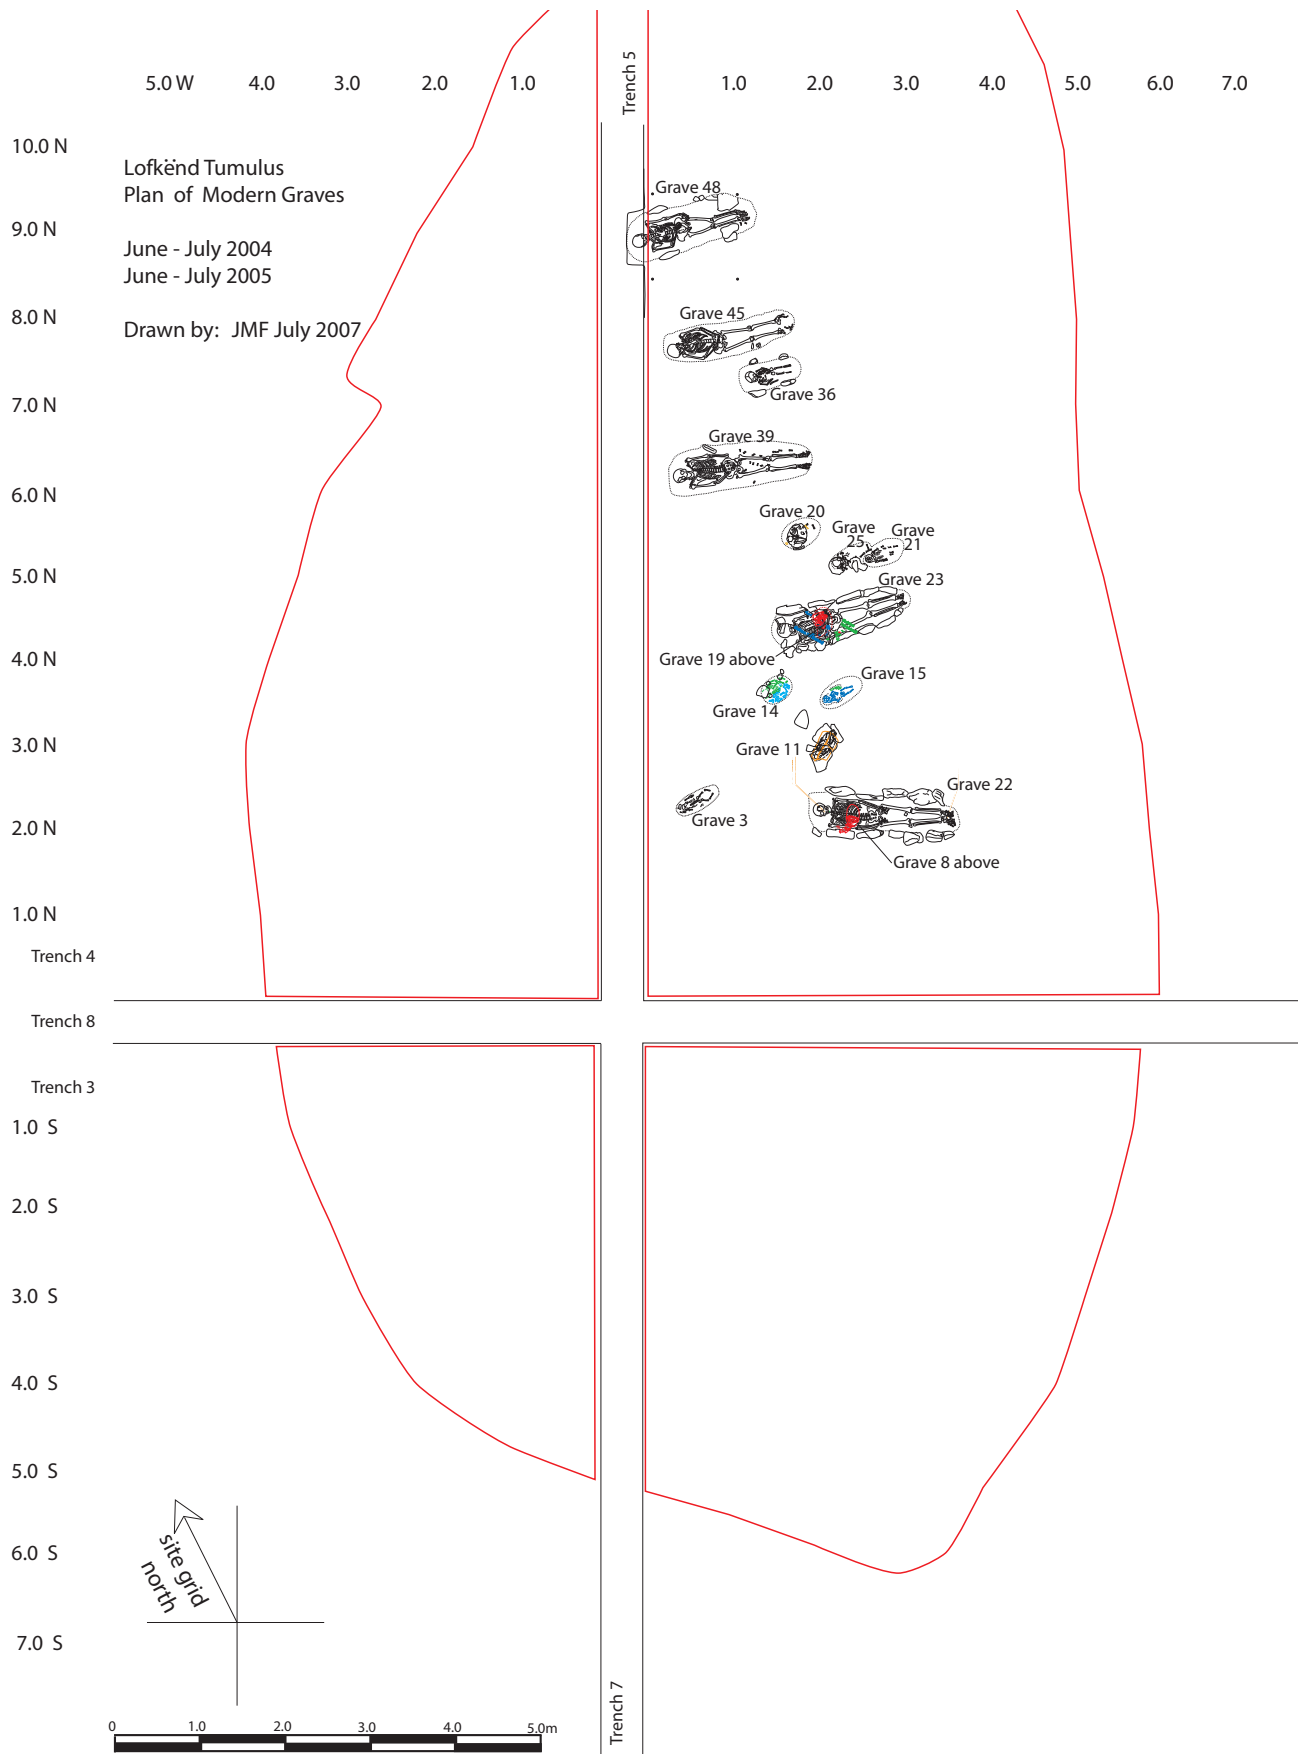 Trench 5
5.0 W 4.0 3.0 2.0 1.0 1.0 2.0 3.0 4.0 5.0 6.0 7.0
10.0 N
Lofkënd Tumulus
Plan of Modern Graves
June - July 2004
June - July 2005
Drawn by: JMF July 2007
Grave 48
9.0 N
8.0 N
Grave 45
Grave 36
7.0 N
Grave 39
6.0 N
Grave 20
Grave
25
Grave
21
5.0 N
Grave 23
4.0 N
Grave 19 above
Grave 15
Grave 14
3.0 N
Grave 11
Grave 22
Grave 3
2.0 N
Grave 8 above
1.0 N
Trench 4
Trench 8
Trench 3
1.0 S
2.0 S
3.0 S
4.0 S
5.0 S
6.0 S
7.0 S
site grid
north
Trench 7
0 1.0 2.0 3.0 4.0 5.0m